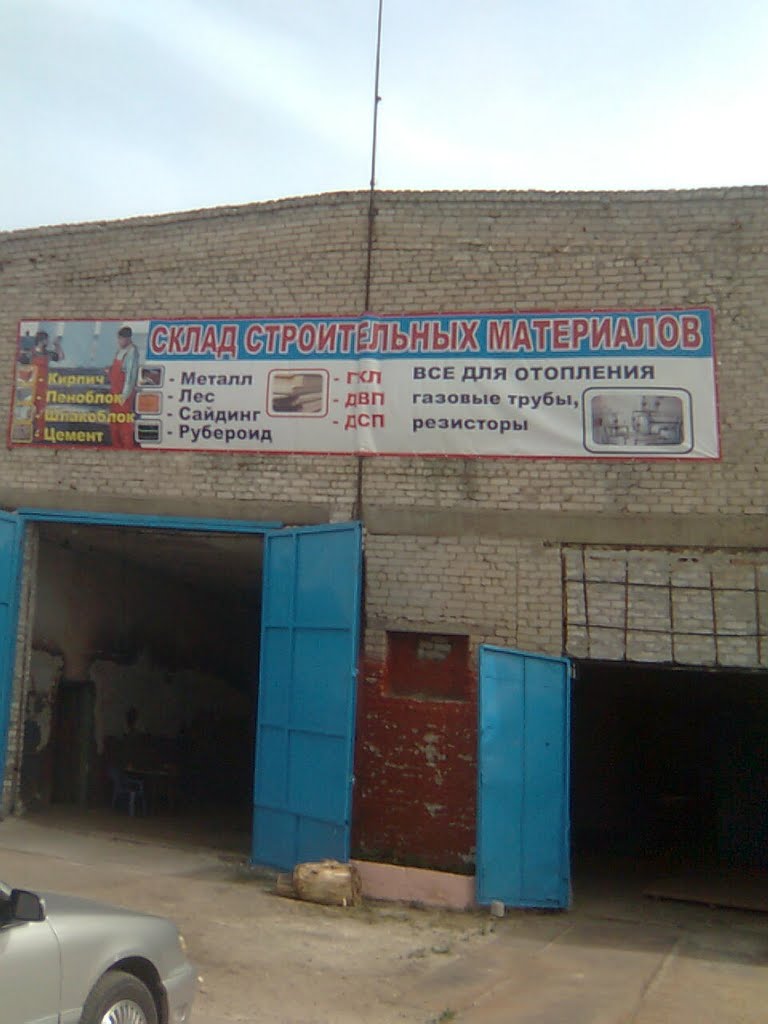 СКЛАД СТРОИТЕЛЬНЫХ МАТЕРИАЛОВ
- Кирпич
- Пеноблок
- Шлакоблок
- Цемент
- Металл
- Лес
- Сайдинг
- Рубероид
- ГКЛ
- ДВП
- ДСП
ВСЕ ДЛЯ ОТОПЛЕНИЯ
газовые трубы,
резисторы